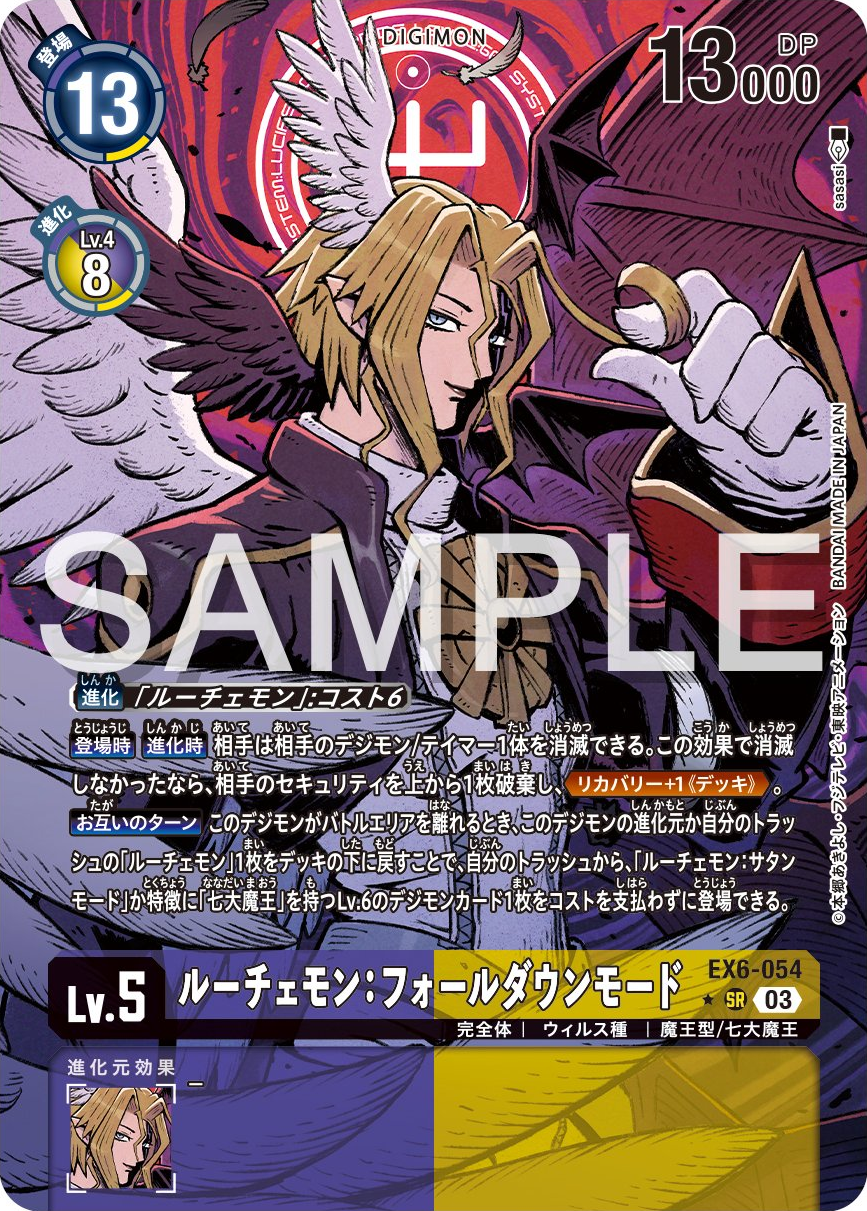 登場
13
DIGIMON
13000
DP
進化
Lv.4
8
sasasi
SAMPLE
BANDAI MADE IN JAPAN
©本郷あきよし・フジテレビ・東映アニメーション
進化 「ルーチェモン」:コスト6
登場時 進化時 相手は相手のデジモン/テイマー1体を消滅できる。この効果で消滅
しなかったなら、相手のセキュリティを上から1枚破棄し、リカバリー+1《デッキ》。
お互いのターン このデジモンがバトルエリアを離れるとき、このデジモンの進化元か自分のトラッ
シュの「ルーチェモン」1枚をデッキの下に戻すことで、自分のトラッシュから、「ルーチェモン:サタン
モード」か特徴に「七大魔王」を持つLv.6のデジモンカード1枚をコストを支払わずに登場できる。
Lv.5
ルーチェモン:フォールダウンモード
EX6-054
SR 03
完全体 | ウィルス種 | 魔王型/七大魔王
進化元効果
–